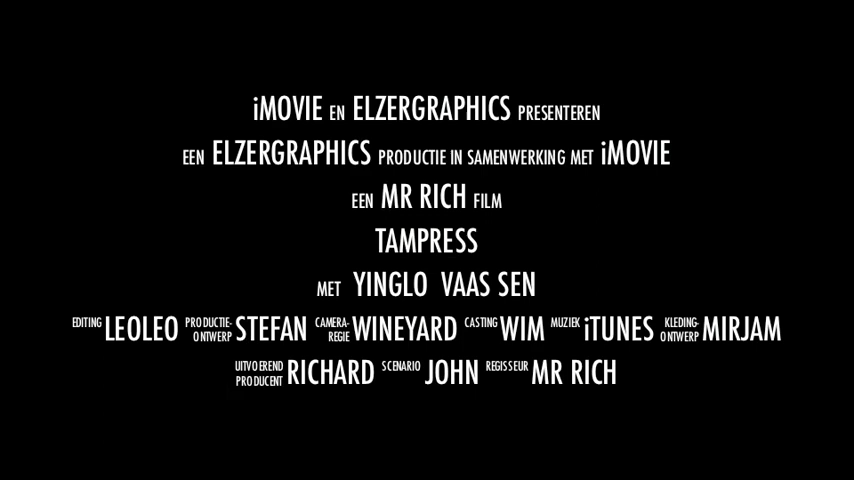 iMOVIE EN ELZERGRAPHICS PRESENTEREN
EEN ELZERGRAPHICS PRODUCTIE IN SAMENWERKING MET iMOVIE
EEN MR RICH FILM
TAMPRESS
MET YINGLO VAAS SEN
EDITING LEOLEO PRODUCTIE-ONTWERP STEFAN CAMERA-REGIE WINEYARD CASTING WIM MUZIEK iTUNES KLEDING-ONTWERP MIRJAM
UITVOEREND PRODUCENT RICHARD SCENARIO JOHN REGISSEUR MR RICH